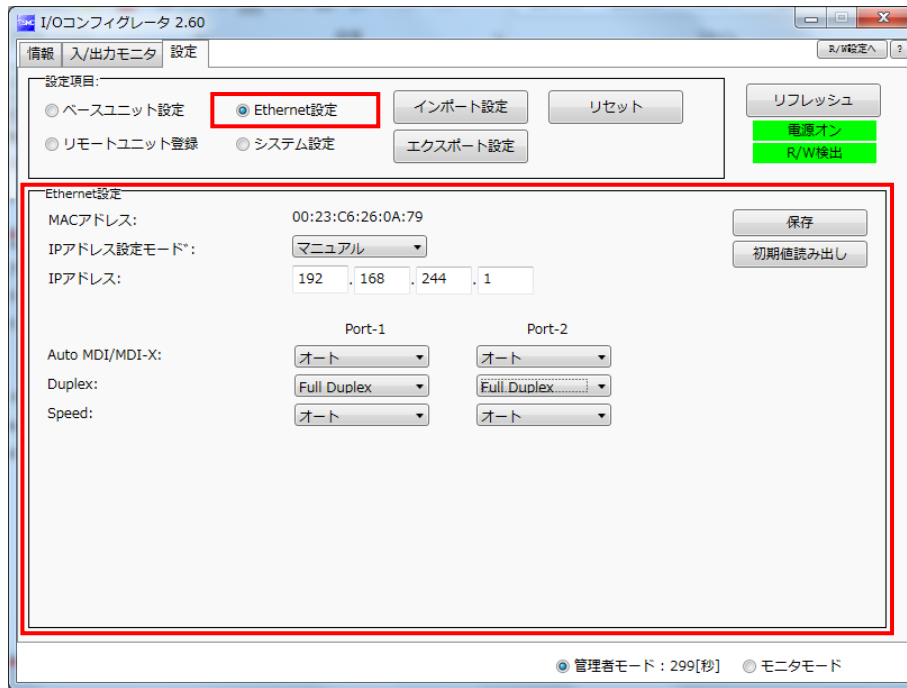 I/Oコンフィグレータ 2.60
情報 入/出力モニタ 設定 R/W設定へ ?
設定項目:
ベースユニット設定 Ethernet設定 インポート設定 リセット リフレッシュ
電源オン
リモートユニット登録 システム設定 エクスポート設定 R/W検出
Ethernet設定
MACアドレス: 00:23:C6:26:0A:79 保存
IPアドレス設定モード゛: マニュアル 初期値読み出し
IPアドレス: 192 . 168 . 244 . 1
Port-1 Port-2
Auto MDI/MDI-X: オート オート
Duplex: Full Duplex Full Duplex
Speed: オート オート
管理者モード : 299[秒] モニタモード